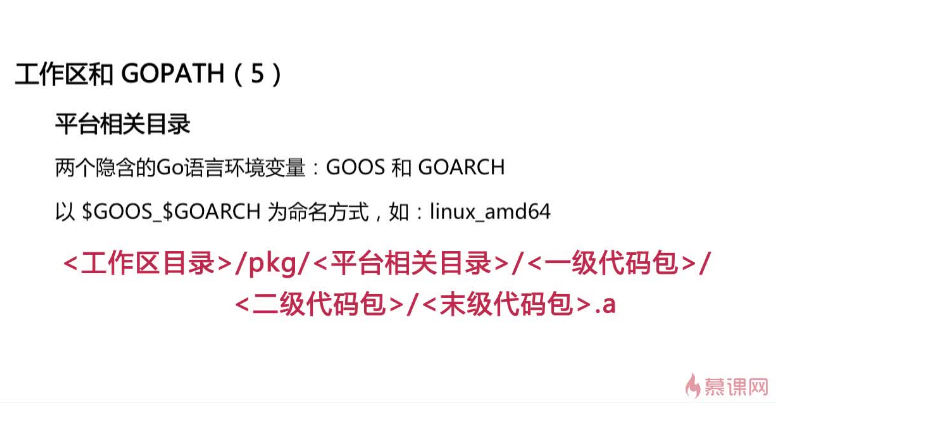 工作区和 GOPATH（5）
平台相关目录
两个隐含的Go语言环境变量：GOOS 和 GOARCH
以 $GOOS_$GOARCH 为命名方式，如：linux_amd64
<工作区目录>/pkg/<平台相关目录>/<一级代码包>/
<二级代码包>/<末级代码包>.a
慕课网